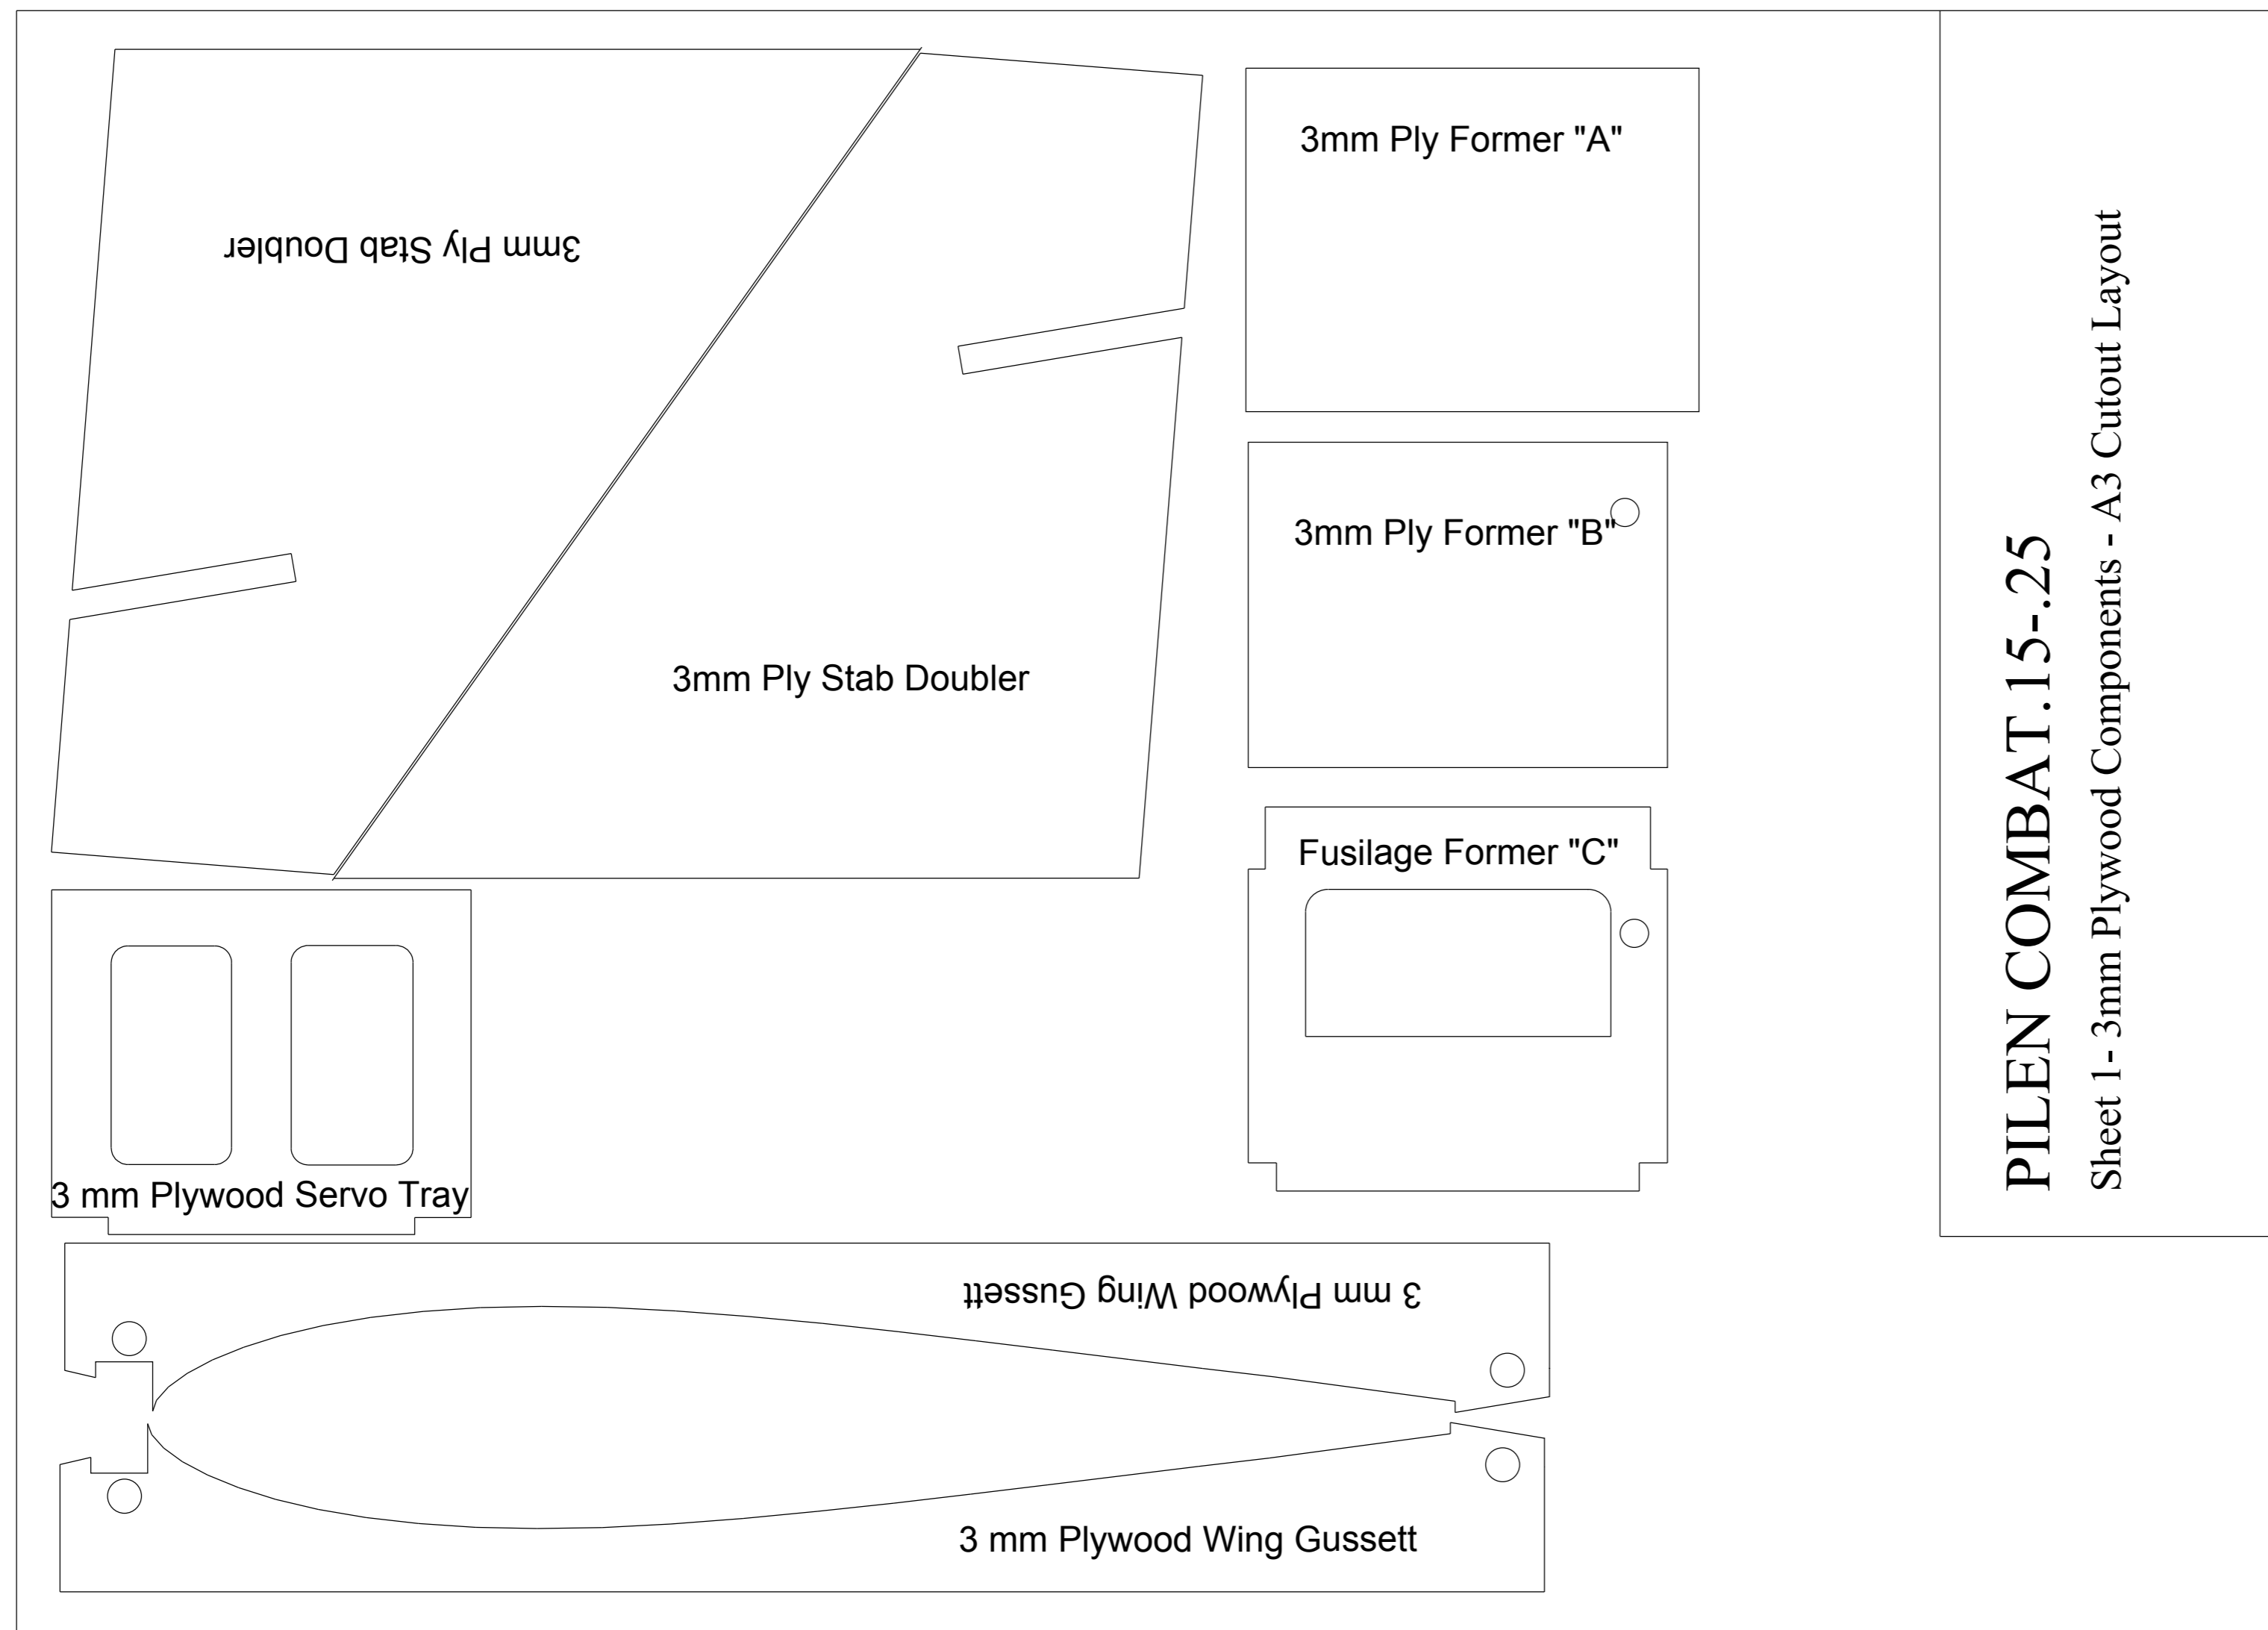 3mm Ply Stab Doubler
3mm Ply Former "A"
3mm Ply Former "B"
3mm Ply Stab Doubler
Fusilage Former "C"
3 mm Plywood Servo Tray
3 mm Plywood Wing Gussett
3 mm Plywood Wing Gussett
PILEN COMBAT.15-.25
Sheet 1- 3mm Plywood Components - A3 Cutout Layout